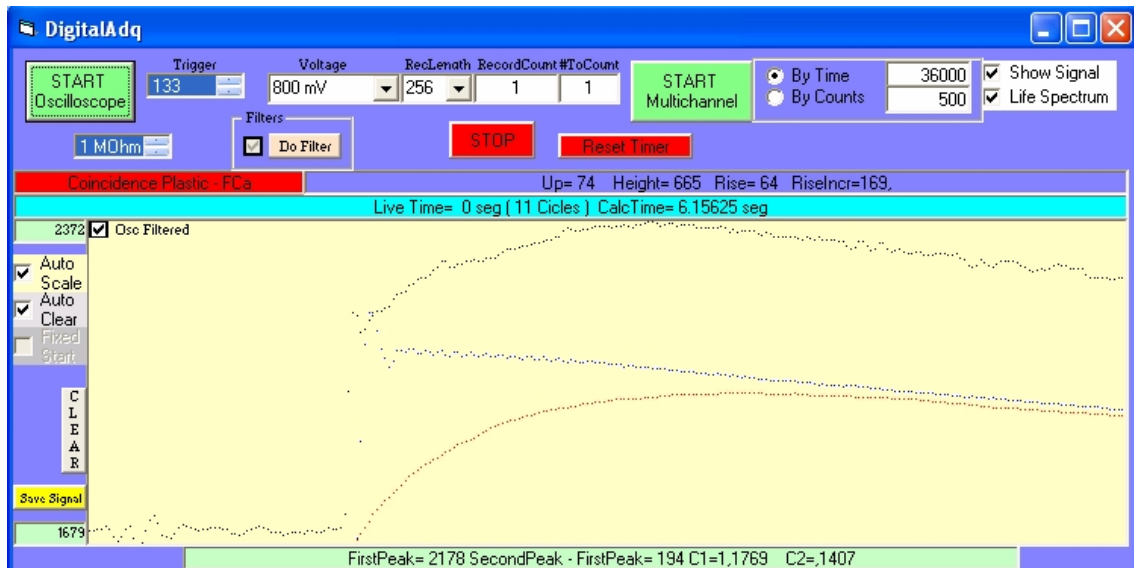 DigitalAdq
Trigger Voltage RecLength RecordCount #ToCount
START Oscilloscope 133 800 mV 256 1 1 START Multichannel By Time 36000 Show Signal
By Counts 500 Life Spectrum
Filters
1 MOhm Do Filter STOP Reset Timer
Coincidence Plastic - FCa Up= 74 Height= 665 Rise= 64 RiseIncr=169,
Live Time= 0 seg ( 11 Cicles ) CalcTime= 6.15625 seg
2372 Osc Filtered
Auto Scale
Auto Clear
Fixed Start
CLEAR
Save Signal
1679
FirstPeak= 2178 SecondPeak - FirstPeak= 194 C1=1,1769 C2=,1407